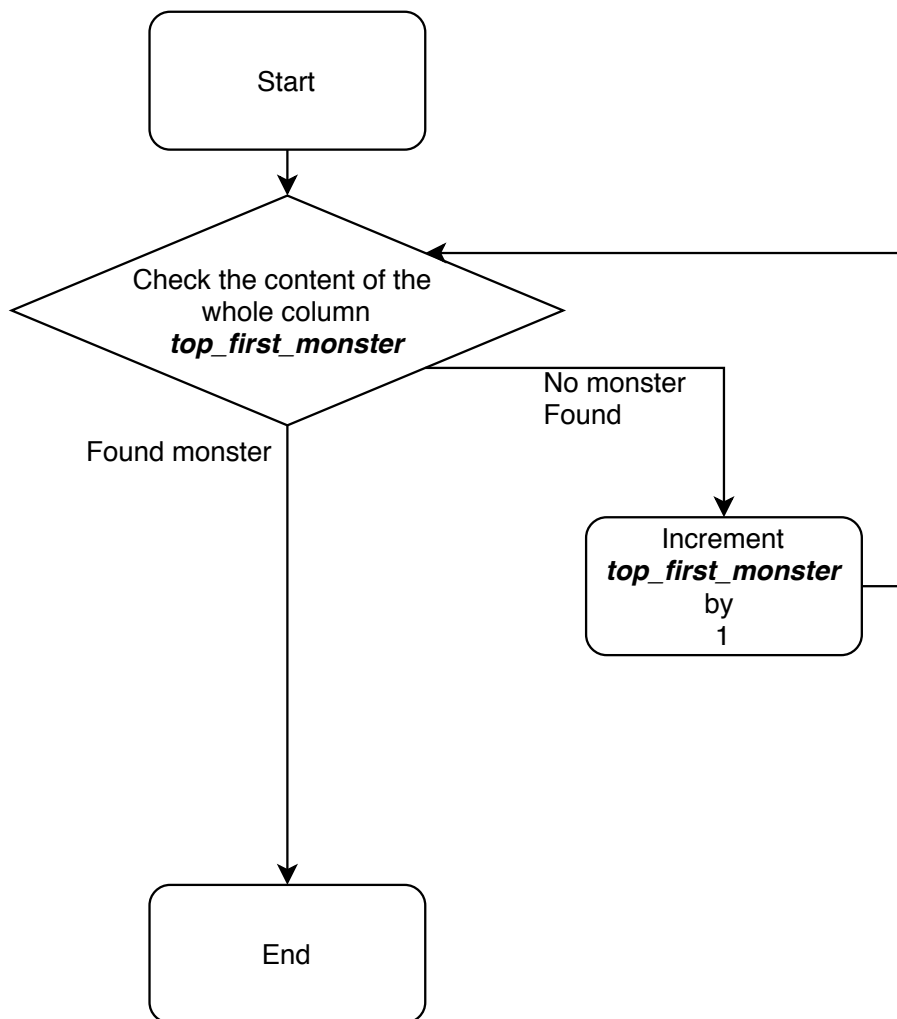 Start
Check the content of the
whole column
top_first_monster
No monster
Found
Found monster
Increment
top_first_monster
by
1
End